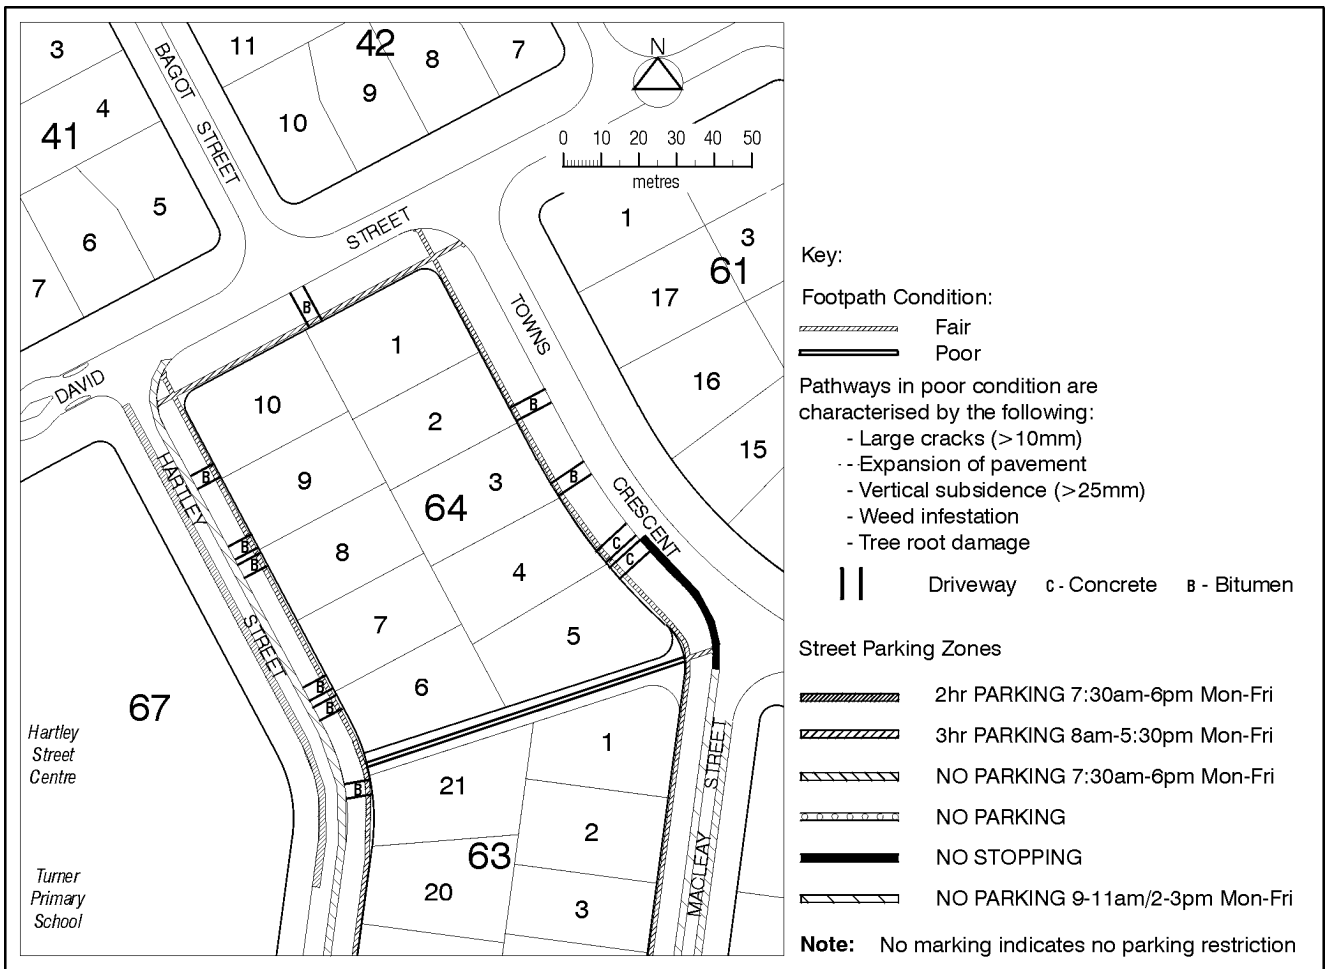 3
4
41
5
6
7
BAGOT STREET
11
42
8
7
9
10
N
0 10 20 30 40 50
metres
1
3
61
17
16
15
STREET
DAVID
TOWNS
CRESCENT
HARTLEY
STREET
STREET
MACLEAY
B
B
B
B
B
B
B
B
B
C
C
1
10
2
9
3
64
8
4
7
5
6
67
Hartley
Street
Centre
Turner
Primary
School
21
1
63
2
20
3
Key:
Footpath Condition:
Fair
Poor
Pathways in poor condition are
characterised by the following:
- Large cracks (>10mm)
- Expansion of pavement
- Vertical subsidence (>25mm)
- Weed infestation
- Tree root damage
Driveway C - Concrete B - Bitumen
Street Parking Zones
2hr PARKING 7:30am-6pm Mon-Fri
3hr PARKING 8am-5:30pm Mon-Fri
NO PARKING 7:30am-6pm Mon-Fri
NO PARKING
NO STOPPING
NO PARKING 9-11am/2-3pm Mon-Fri
Note: No marking indicates no parking restriction